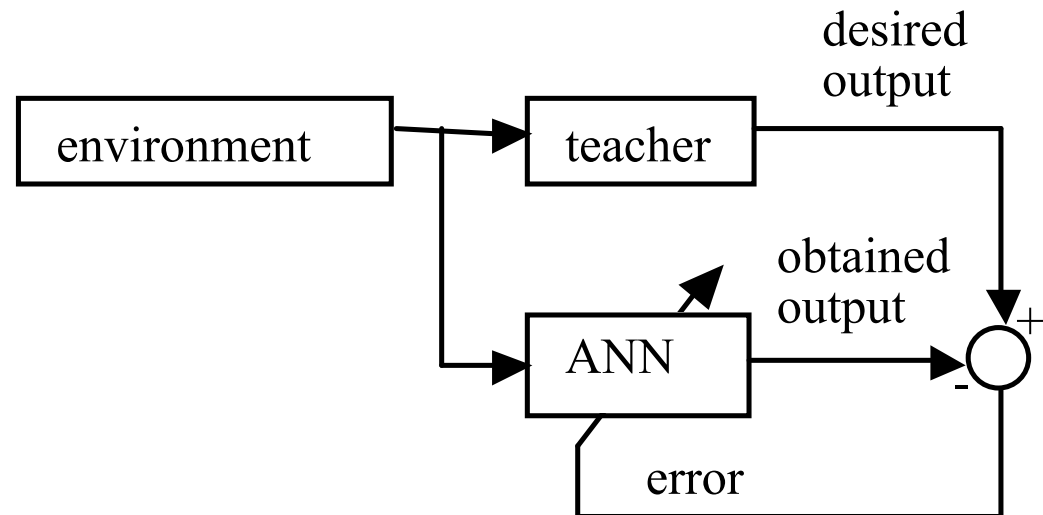 desired
output
environment
teacher
obtained
output
+
ANN
-
error